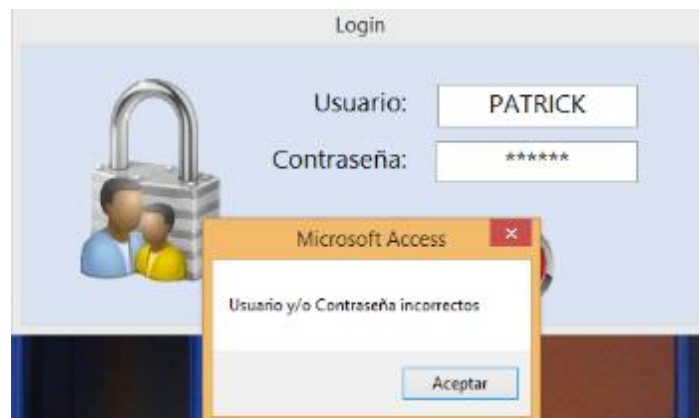 Login
Usuario: PATRICK
Contraseña: ******
Microsoft Access
Usuario y/o Contraseña incorrectos
Aceptar